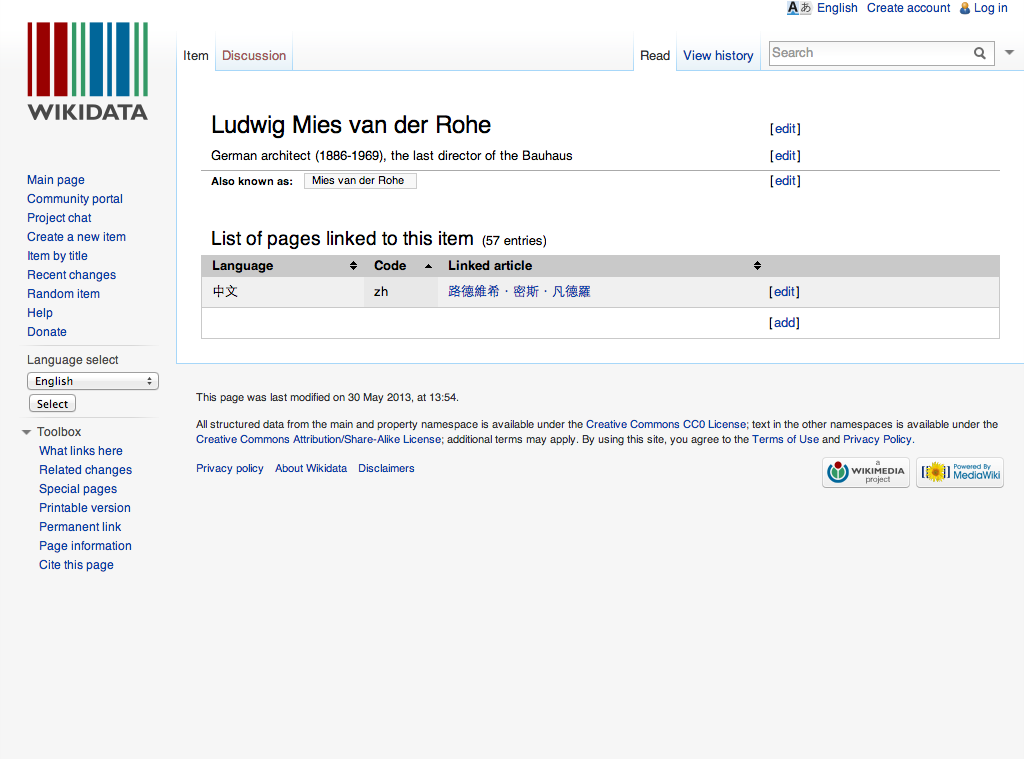 Aあ English Create account Log in
WIKIDATA
Item Discussion Read View history Search
Ludwig Mies van der Rohe [edit]
German architect (1886-1969), the last director of the Bauhaus [edit]
Also known as: Mies van der Rohe [edit]
List of pages linked to this item (57 entries)
Language Code Linked article
中文 zh 路德維希·密斯·凡德羅 [edit]
[add]
Main page
Community portal
Project chat
Create a new item
Item by title
Recent changes
Random item
Help
Donate
Language select
English
Select
Toolbox
What links here
Related changes
Special pages
Printable version
Permanent link
Page information
Cite this page
This page was last modified on 30 May 2013, at 13:54.
All structured data from the main and property namespace is available under the Creative Commons CC0 License; text in the other namespaces is available under the
Creative Commons Attribution/Share-Alike License; additional terms may apply. By using this site, you agree to the Terms of Use and Privacy Policy.
Privacy policy About Wikidata Disclaimers
a
WIKIMEDIA
project
Powered By
MediaWiki